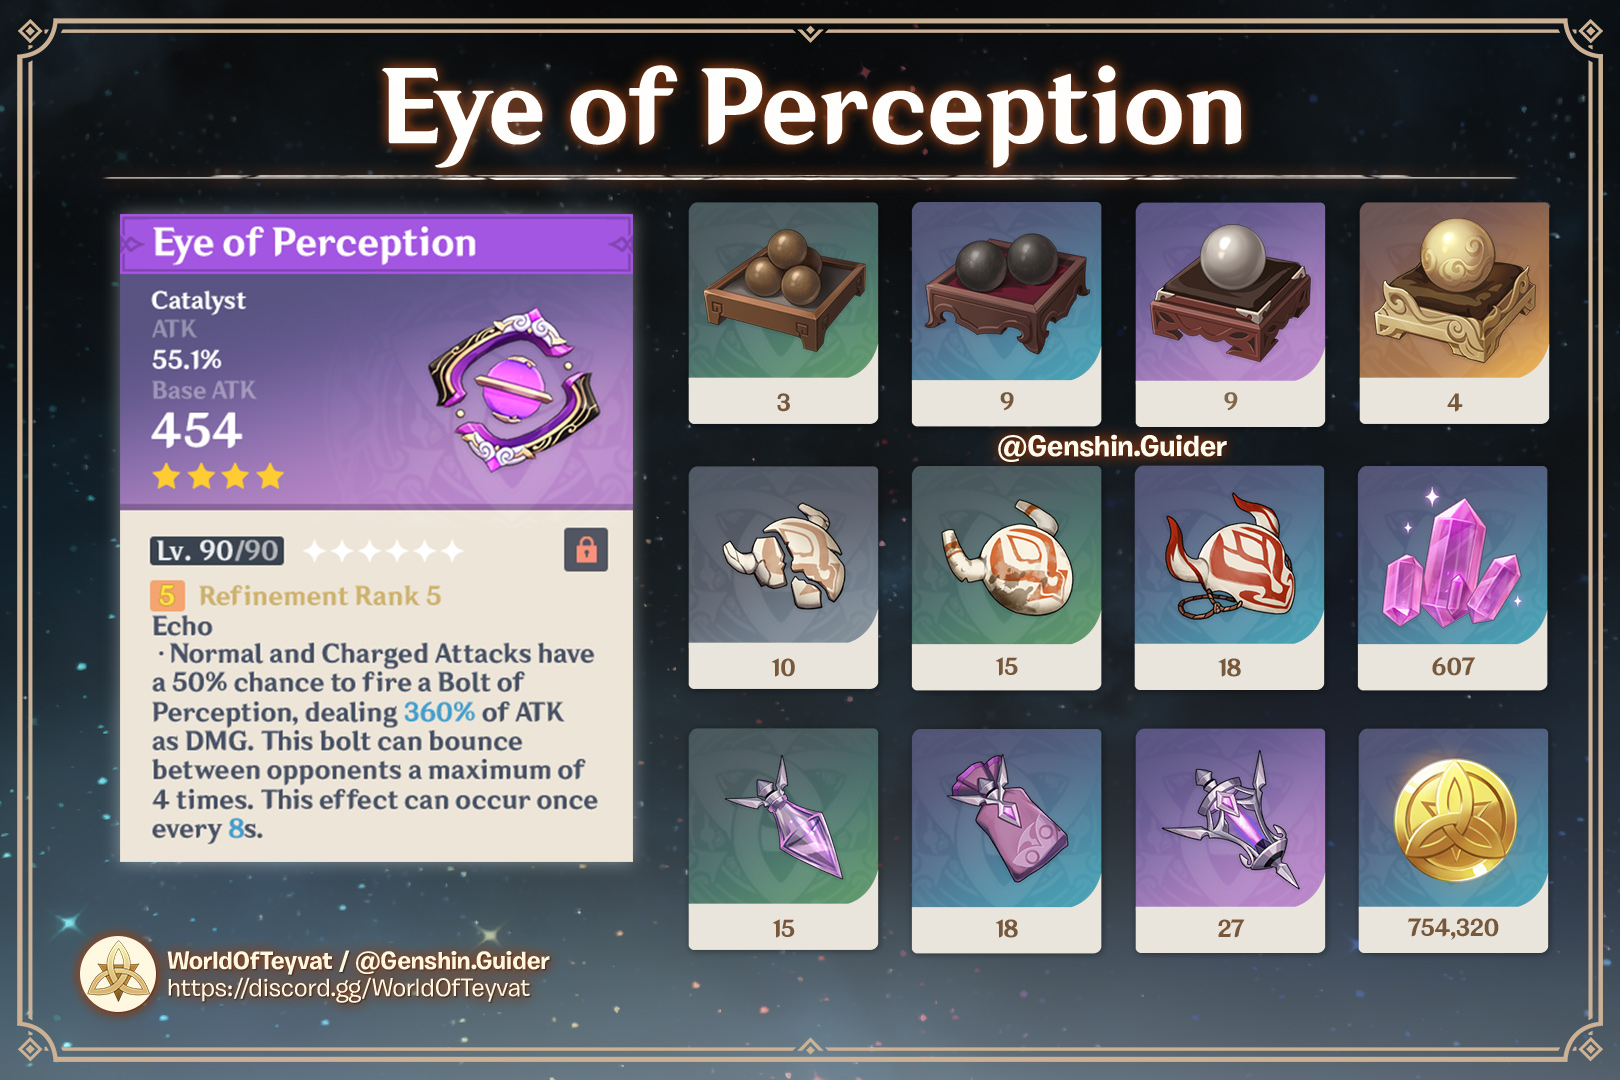 Eye of Perception
Eye of Perception
Catalyst
ATK
55.1%
Base ATK
454
Lv. 90/90
5 Refinement Rank 5
Echo
· Normal and Charged Attacks have
a 50% chance to fire a Bolt of
Perception, dealing 360% of ATK
as DMG. This bolt can bounce
between opponents a maximum of
4 times. This effect can occur once
every 8s.
3
9
9
4
@Genshin.Guider
10
15
18
607
15
18
27
754,320
WorldOfTeyvat / @Genshin.Guider
https://discord.gg/WorldOfTeyvat